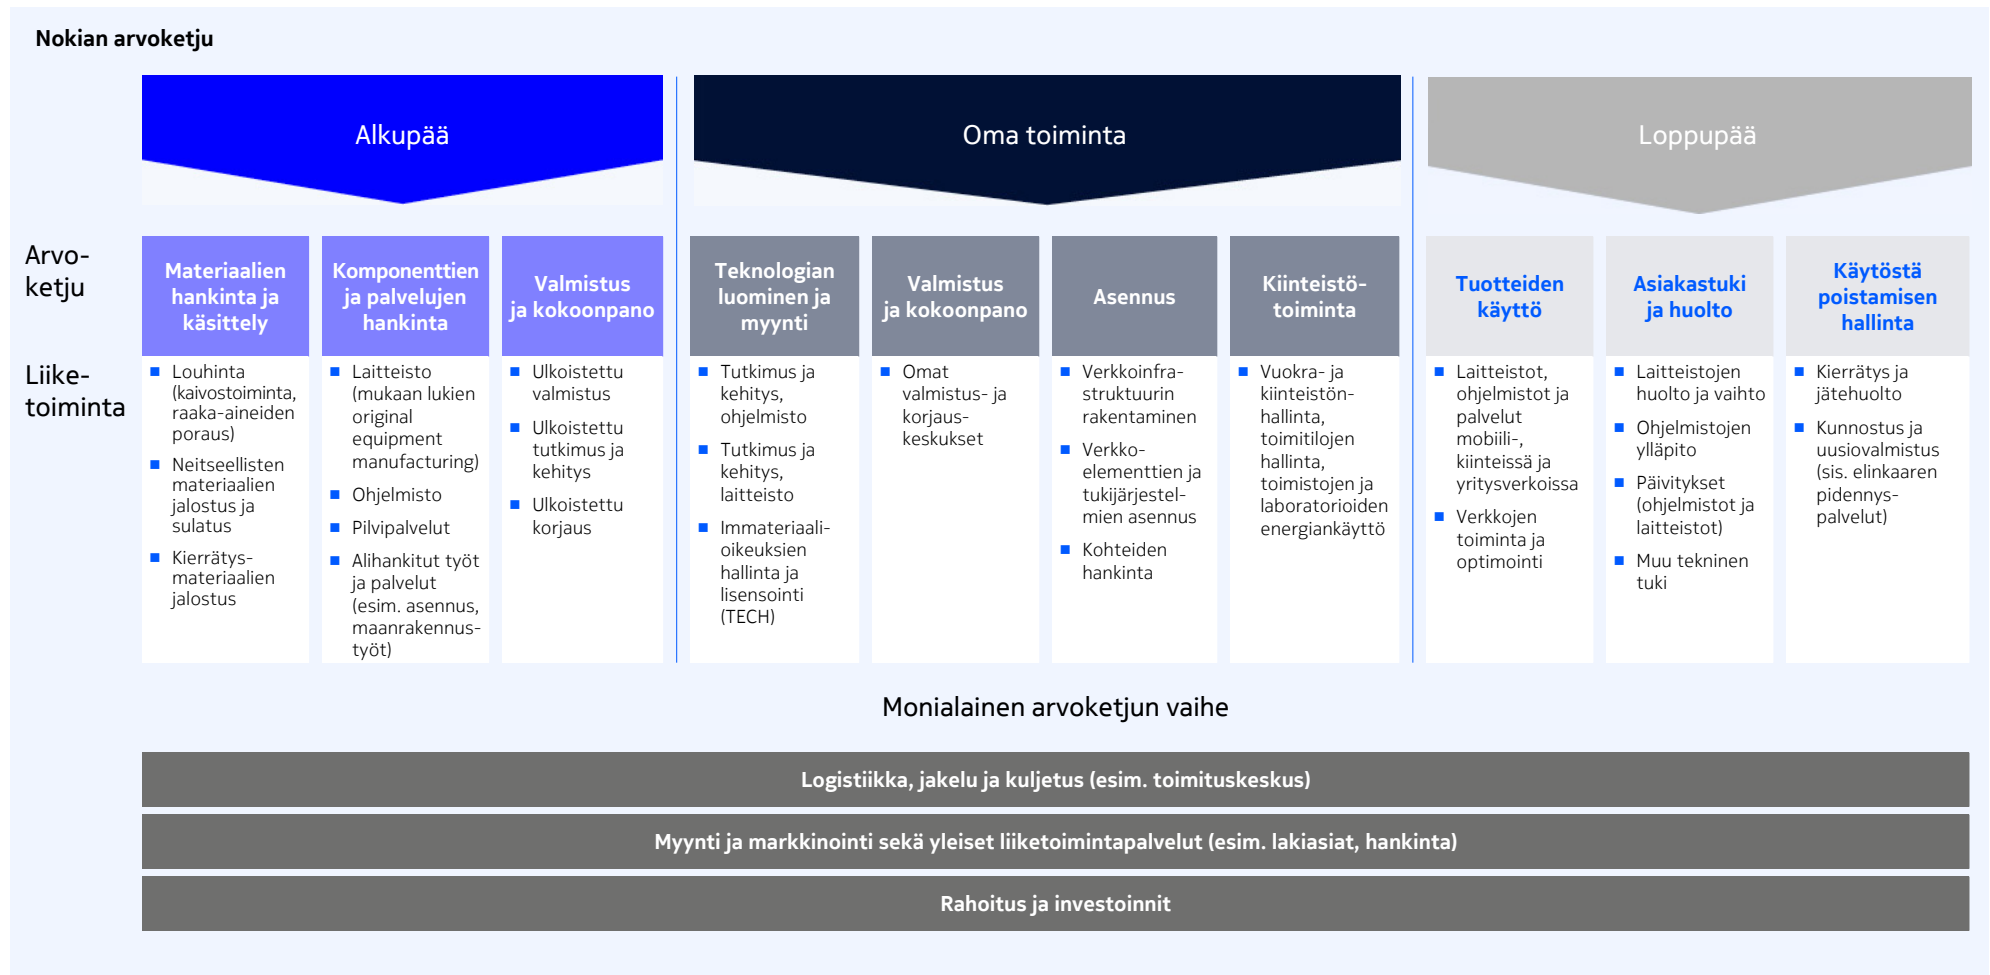 Nokian arvoketju
Alkupää
Oma toiminta
Loppupää
Arvo-
ketju
Materiaalien
hankinta ja
käsittely
Komponenttien
ja palvelujen
hankinta
Valmistus
ja kokoonpano
Teknologian
luominen ja
myynti
Valmistus
ja kokoonpano
Asennus
Kiinteistö-
toiminta
Tuotteiden
käyttö
Asiakastuki
ja huolto
Käytöstä
poistamisen
hallinta
Liike-
toiminta
Louhinta
(kaivostoiminta,
raaka-aineiden
poraus)
Neitseellisten
materiaalien
jalostus ja
sulatus
Kierrätys-
materiaalien
jalostus
Laitteisto
(mukaan lukien
original
equipment
manufacturing)
Ohjelmisto
Pilvipalvelut
Alihankitut työt
ja palvelut
(esim. asennus,
maanrakennus-
työt)
Ulkoistettu
valmistus
Ulkoistettu
tutkimus ja
kehitys
Ulkoistettu
korjaus
Tutkimus ja
kehitys,
ohjelmisto
Tutkimus ja
kehitys,
laitteisto
Immateriaali-
oikeuksien
hallinta ja
lisensointi
(TECH)
Omat
valmistus- ja
korjaus-
keskukset
Verkkoinfra-
struktuurin
rakentaminen
Verkko-
elementtien ja
tukijärjestel-
mien asennus
Kohteiden
hankinta
Vuokra- ja
kiinteistön-
hallinta,
toimitilojen
hallinta,
toimistojen ja
laboratorioiden
energiankäyttö
Laitteistot,
ohjelmistot ja
palvelut
mobiili-,
kiinteissä ja
yritysverkoissa
Verkkojen
toiminta ja
optimointi
Laitteistojen
huolto ja vaihto
Ohjelmistojen
ylläpito
Päivitykset
(ohjelmistot ja
laitteistot)
Muu tekninen
tuki
Kierrätys ja
jätehuolto
Kunnostus ja
uusiovalmistus
(sis. elinkaaren
pidennys-
palvelut)
Monialainen arvoketjun vaihe
Logistiikka, jakelu ja kuljetus (esim. toimituskeskus)
Myynti ja markkinointi sekä yleiset liiketoimintapalvelut (esim. lakiasiat, hankinta)
Rahoitus ja investoinnit